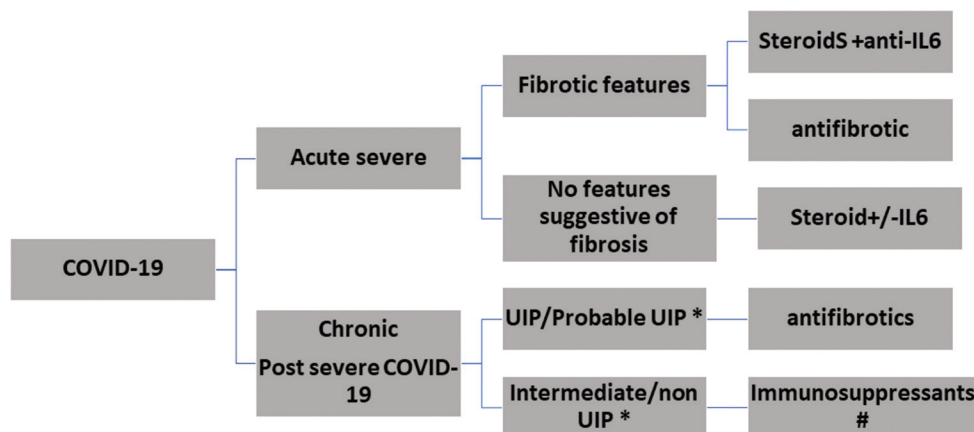 COVID-19
Acute severe
Fibrotic features
SteroidS +anti-IL6
antifibrotic
No features
suggestive of
fibrosis
Steroid+/-IL6
Chronic
Post severe COVID-
19
UIP/Probable UIP *
antifibrotics
Intermediate/non
UIP *
Immunosuppressants
#